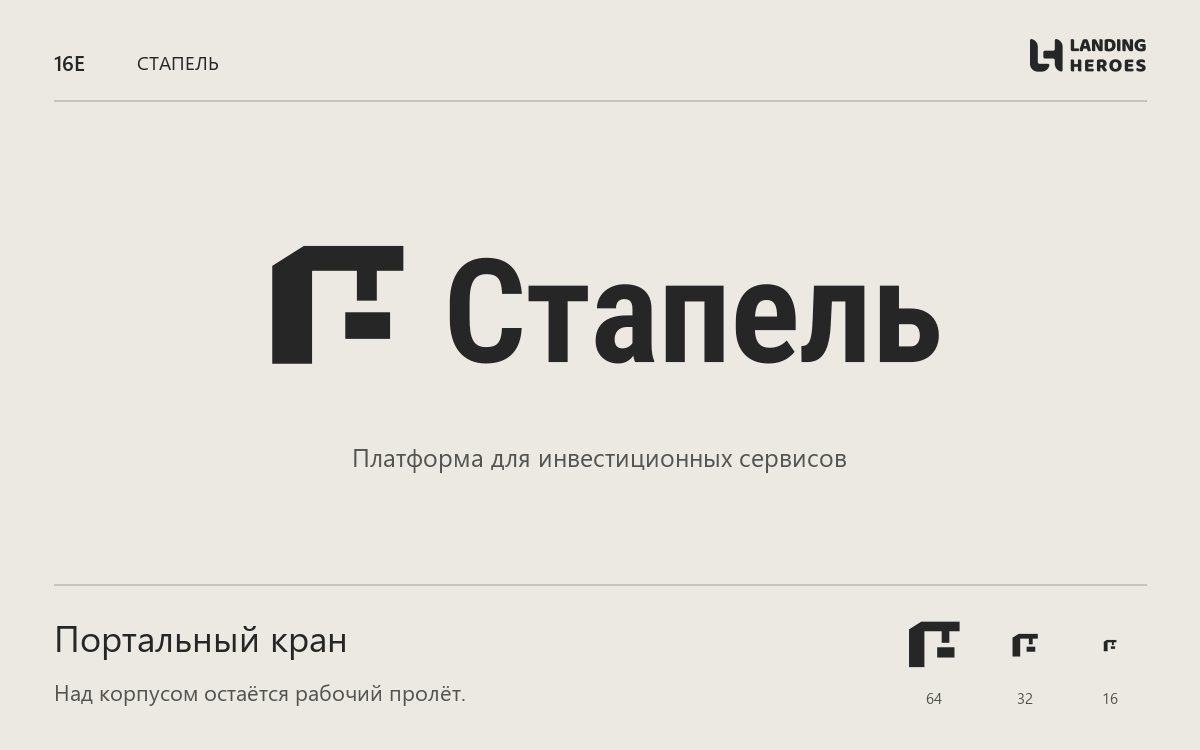 16E
СТАПЕЛЬ
LANDING
HEROES
Стапель
Платформа для инвестиционных сервисов
Портальный кран
Над корпусом остаётся рабочий пролёт.
64
32
16